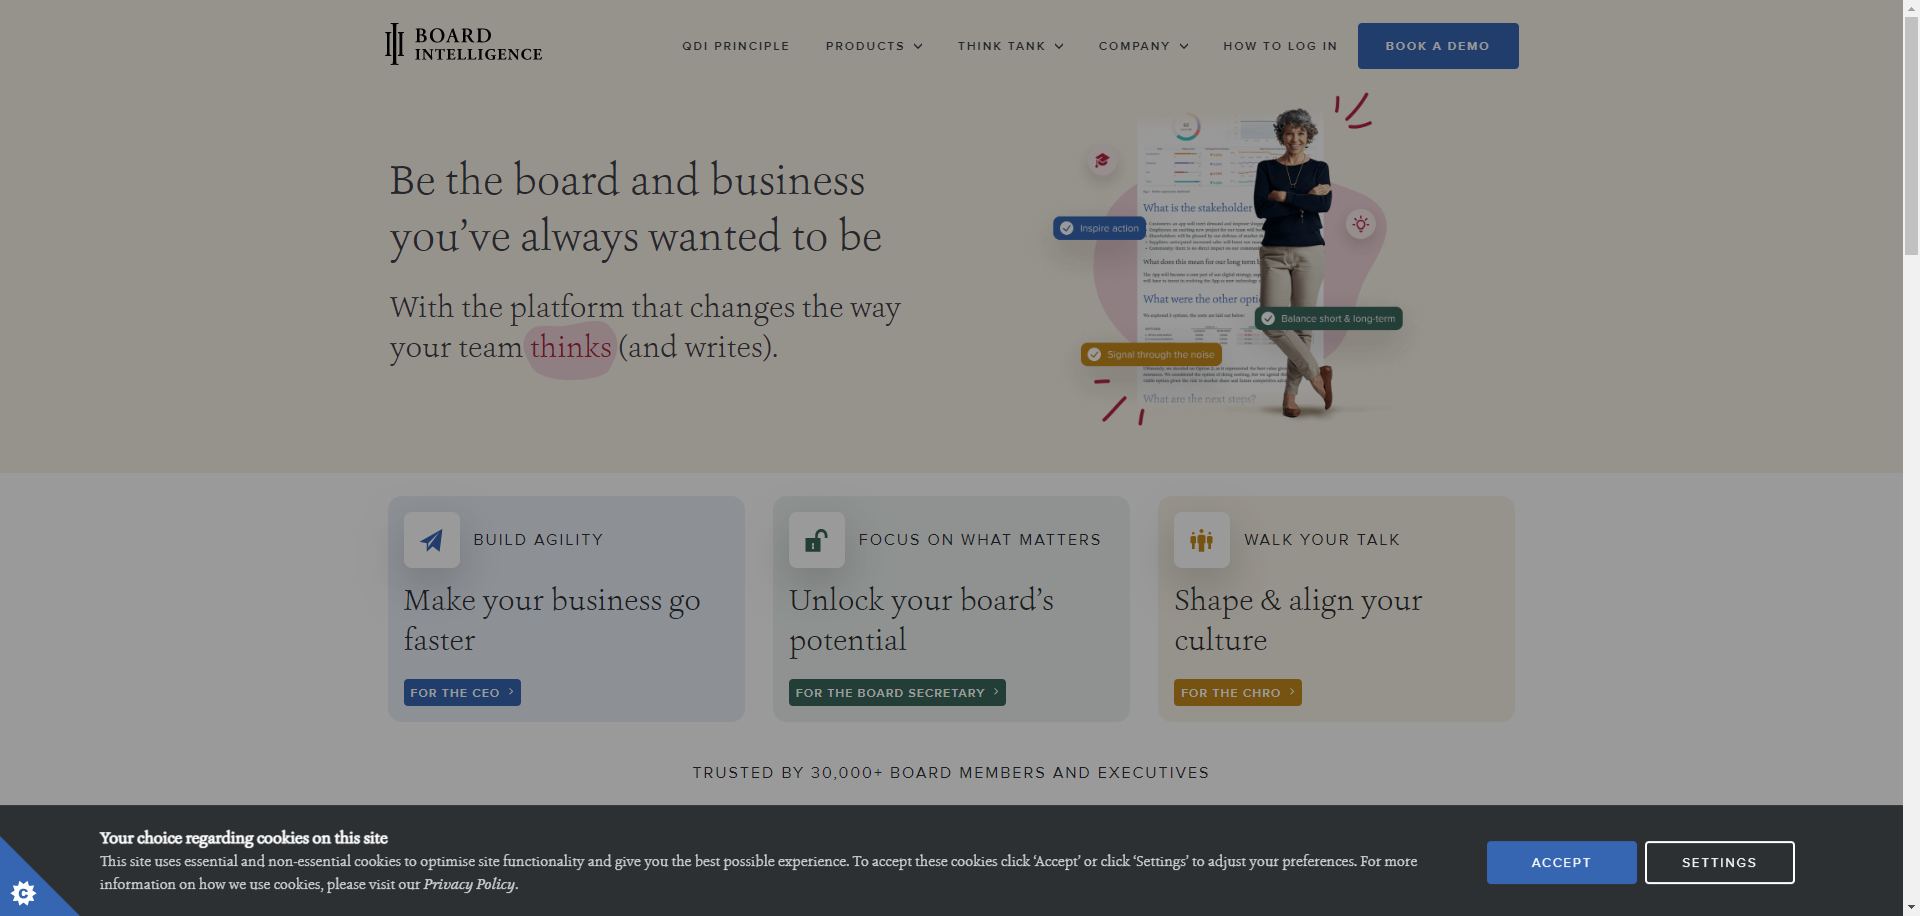 BOARD
INTELLIGENCE
QDI PRINCIPLE
PRODUCTS
THINK TANK
COMPANY
HOW TO LOG IN
BOOK A DEMO
Be the board and business
you’ve always wanted to be
With the platform that changes the way
your team thinks (and writes).
What is the stakeholder
Inspire action
What does this mean for our long term
What were the other
Balance short & long-term
Signal through the noise
What are the next steps?
BUILD AGILITY
Make your business go
faster
FOR THE CEO
FOCUS ON WHAT MATTERS
Unlock your board’s
potential
FOR THE BOARD SECRETARY
WALK YOUR TALK
Shape & align your
culture
FOR THE CHRO
TRUSTED BY 30,000+ BOARD MEMBERS AND EXECUTIVES
Your choice regarding cookies on this site
This site uses essential and non-essential cookies to optimise site functionality and give you the best possible experience. To accept these cookies click ‘Accept’ or click ‘Settings’ to adjust your preferences. For more
information on how we use cookies, please visit our Privacy Policy.
ACCEPT
SETTINGS